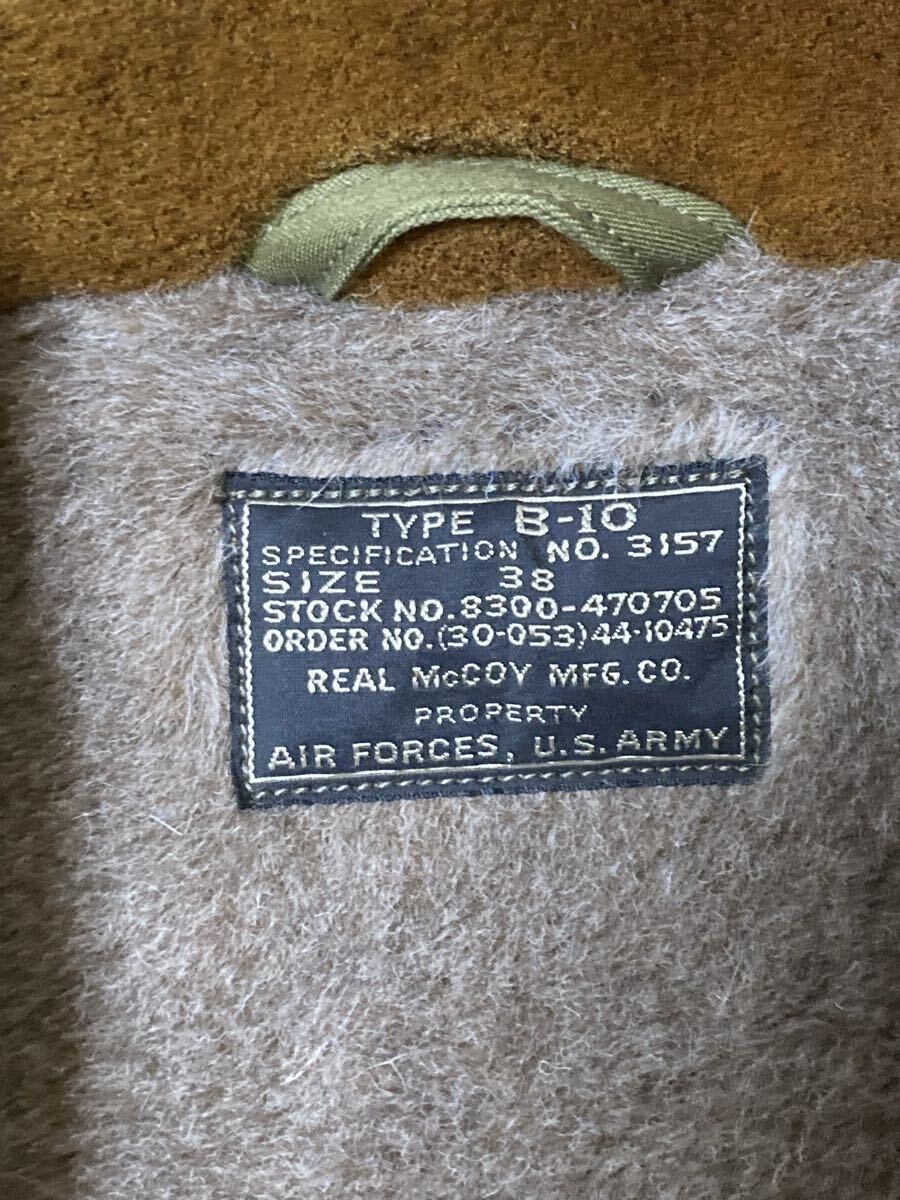 TYPE B-10
SPECIFICATION NO. 3157
SIZE 38
STOCK NO. 8300-470705
ORDER NO. (30-053) 44-10475
REAL McCOY MFG. CO.
PROPERTY
AIR FORCES, U.S. ARMY